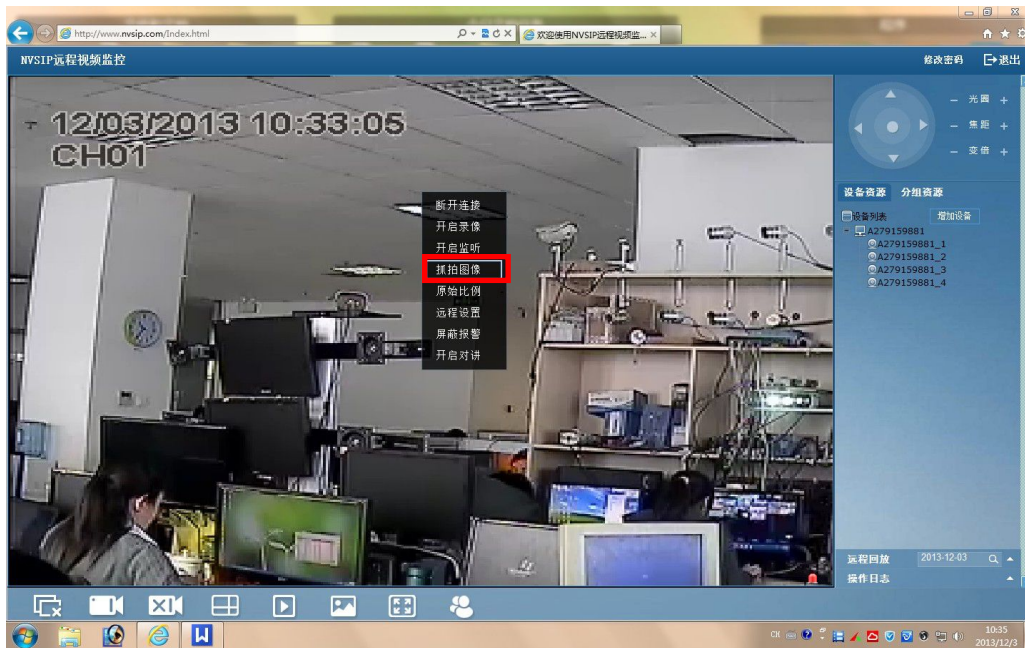 http://www.nvsip.com/Index.html
欢迎使用NVSIP远程视频监... ×
NVSIP远程视频监控
修改密码
退出
12/03/2013 10:33:05
CH01
光圈
焦距
变倍
设备资源 分组资源
设备列表
增加设备
A279159881
A279159881_1
A279159881_2
A279159881_3
A279159881_4
断开连接
开启录像
开启监听
抓拍图像
原始比例
远程设置
屏蔽报警
开启对讲
远程回放
2013-12-03
操作日志
CH
10:35
2013/12/3